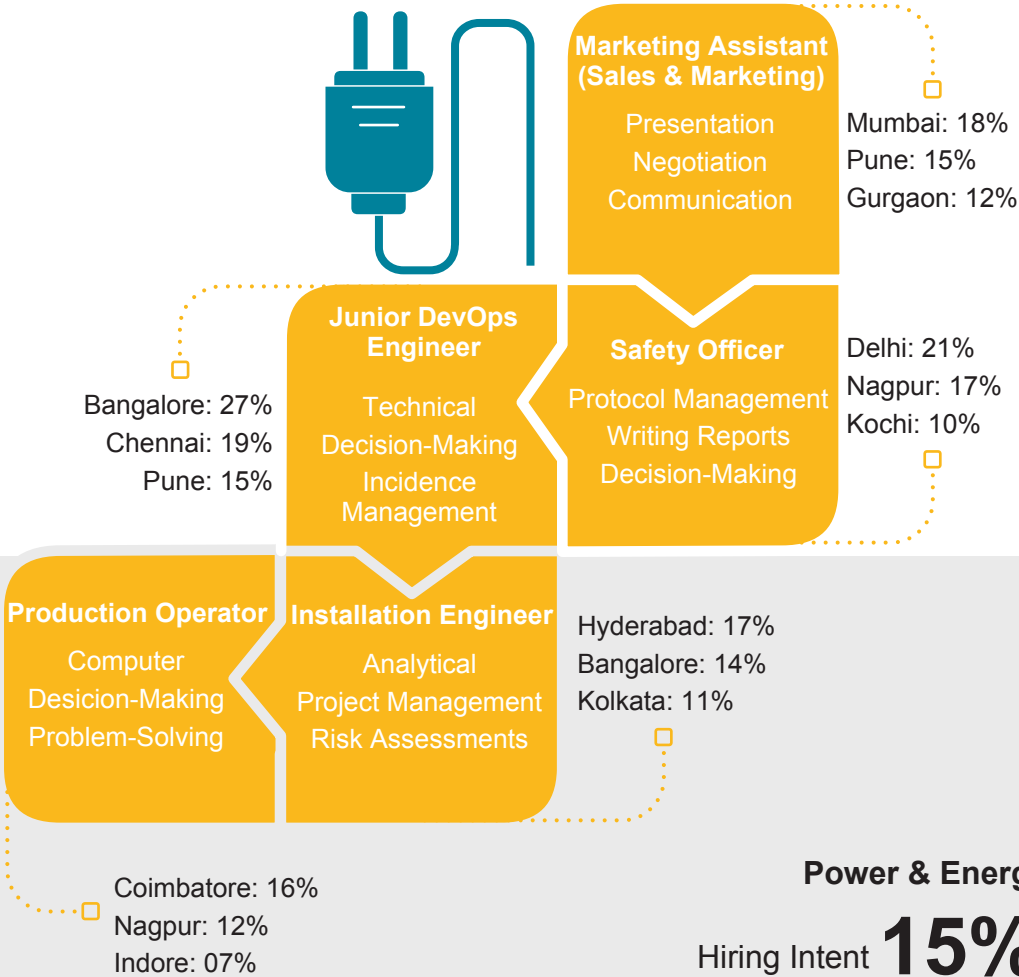 Marketing Assistant
(Sales & Marketing)
Presentation
Negotiation
Communication
Mumbai: 18%
Pune: 15%
Gurgaon: 12%
Junior DevOps
Engineer
Technical
Decision-Making
Incidence
Management
Bangalore: 27%
Chennai: 19%
Pune: 15%
Safety Officer
Protocol Management
Writing Reports
Decision-Making
Delhi: 21%
Nagpur: 17%
Kochi: 10%
Production Operator
Computer
Desicion-Making
Problem-Solving
Installation Engineer
Analytical
Project Management
Risk Assessments
Hyderabad: 17%
Bangalore: 14%
Kolkata: 11%
Coimbatore: 16%
Nagpur: 12%
Indore: 07%
Power & Energ
Hiring Intent 15%